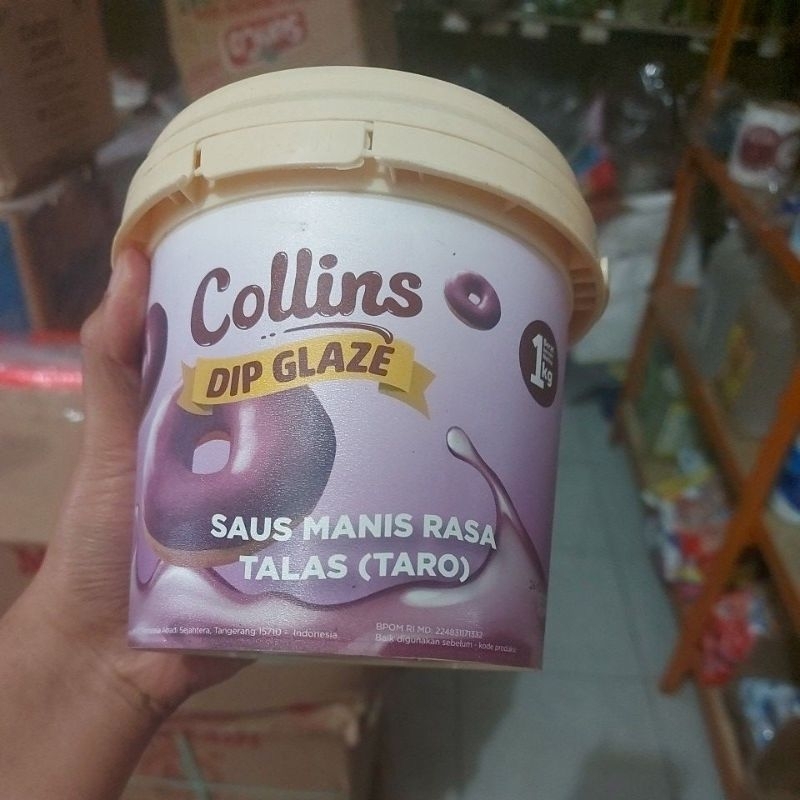 Collins
DIP GLAZE
1
kg
SAUS MANIS RASA
TALAS (TARO)
Abadi Sejahtera, Tangerang 15710 - Indonesia
BPOM RI MD: 224831171332
Baik digunakan sebelum - kode produksi